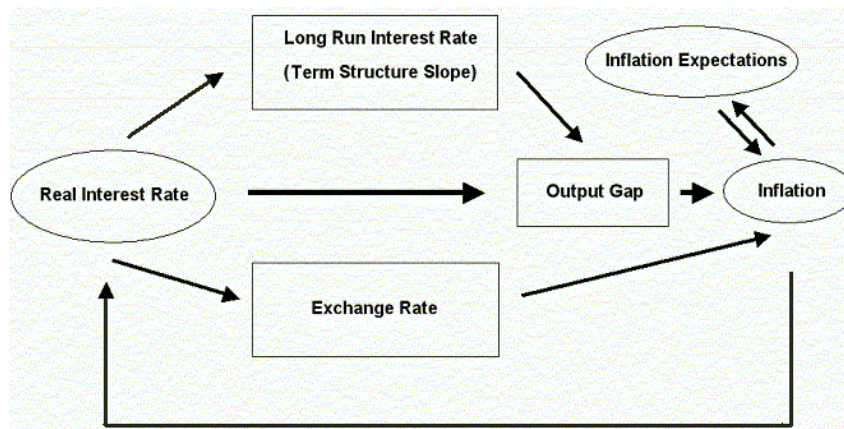 Long Run Interest Rate
(Term Structure Slope)
Inflation Expectations
Real Interest Rate
Output Gap
Inflation
Exchange Rate